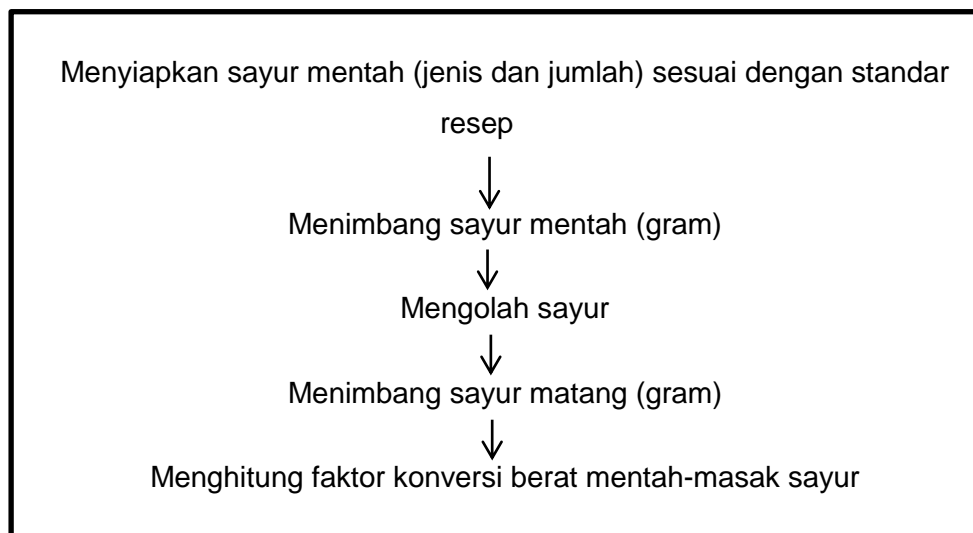 Menyiapkan sayur mentah (jenis dan jumlah) sesuai dengan standar
resep
Menimbang sayur mentah (gram)
Mengolah sayur
Menimbang sayur matang (gram)
Menghitung faktor konversi berat mentah-masak sayur